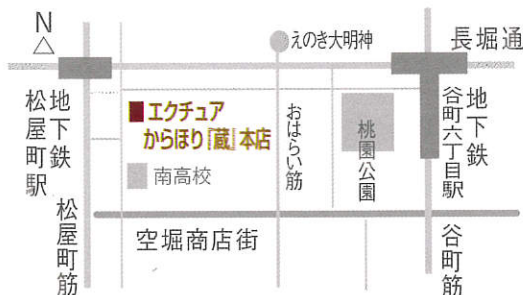 N
長堀通
えのき大明神
地下鉄
松屋町駅
エクチュア
からほり「蔵」本店
南高校
おはらい筋
桃園公園
地下鉄
谷町六丁目駅
松屋町筋
空堀商店街
谷町筋